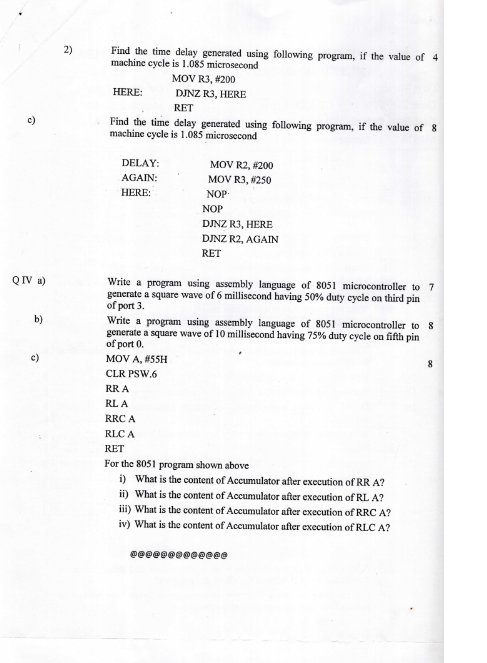 2) Find the time delay generated using following program, if the value of 4
machine cycle is 1.085 microsecond
MOV R3, #200
HERE: DJNZ R3, HERE
RET
c) Find the time delay generated using following program, if the value of 8
machine cycle is 1.085 microsecond
DELAY: MOV R2, #200
AGAIN: MOV R3, #250
HERE: NOP
NOP
DJNZ R3, HERE
DJNZ R2, AGAIN
RET
Q IV a) Write a program using assembly language of 8051 microcontroller to 7
generate a square wave of 6 millisecond having 50% duty cycle on third pin
of port 3.
b) Write a program using assembly language of 8051 microcontroller to 8
generate a square wave of 10 millisecond having 75% duty cycle on fifth pin
of port 0.
c) MOV A, #55H 8
CLR PSW.6
RR A
RL A
RRC A
RLC A
RET
For the 8051 program shown above
i) What is the content of Accumulator after execution of RR A?
ii) What is the content of Accumulator after execution of RL A?
iii) What is the content of Accumulator after execution of RRC A?
iv) What is the content of Accumulator after execution of RLC A?
@@@@@@@@@@@@@